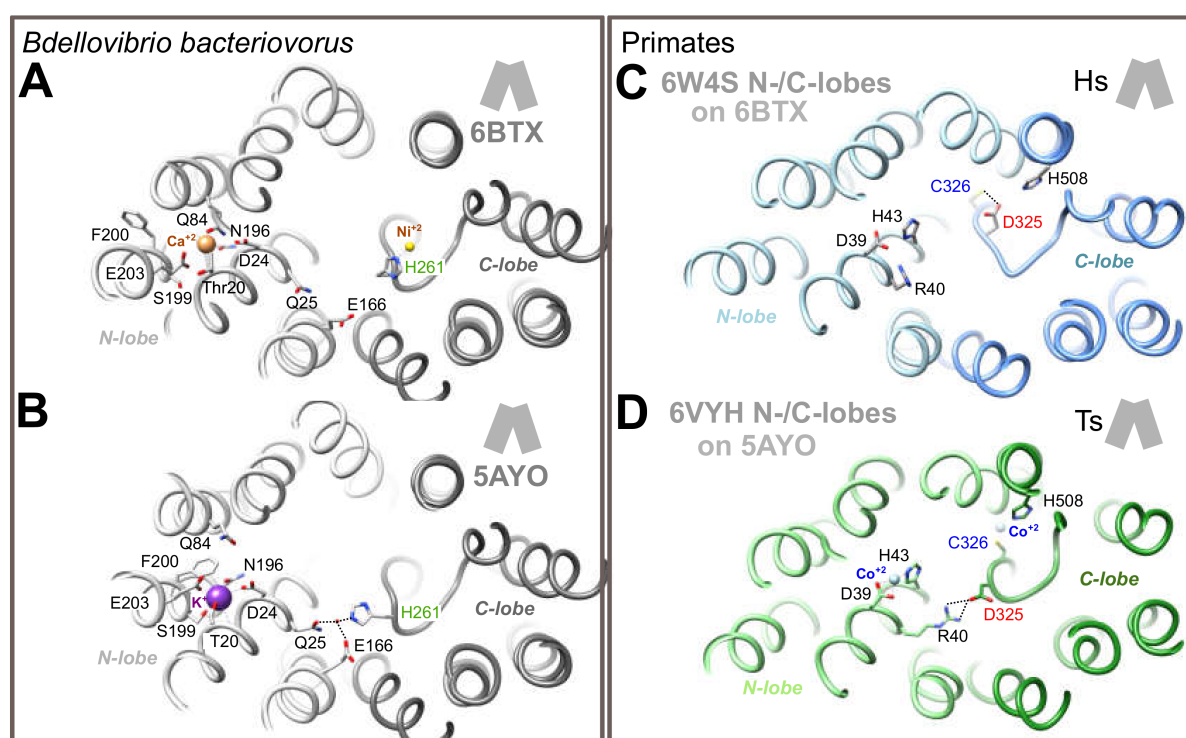 Bdellovibrio bacteriovorus
A
6BTX
Q84
N196
F200
Ca+2
Ni+2
E203
D24
H261
C-lobe
S199
Thr20
Q25
E166
N-lobe
B
5AYO
Q84
F200
N196
E203
K+
D24
H261
C-lobe
S199
T20
Q25
E166
N-lobe
Primates
C
6W4S N-/C-lobes
on 6BTX
Hs
C326
H508
H43
D325
D39
C-lobe
R40
N-lobe
D
6VYH N-/C-lobes
on 5AYO
Ts
H508
Co+2
C326
H43
Co+2
D39
C-lobe
D325
R40
N-lobe